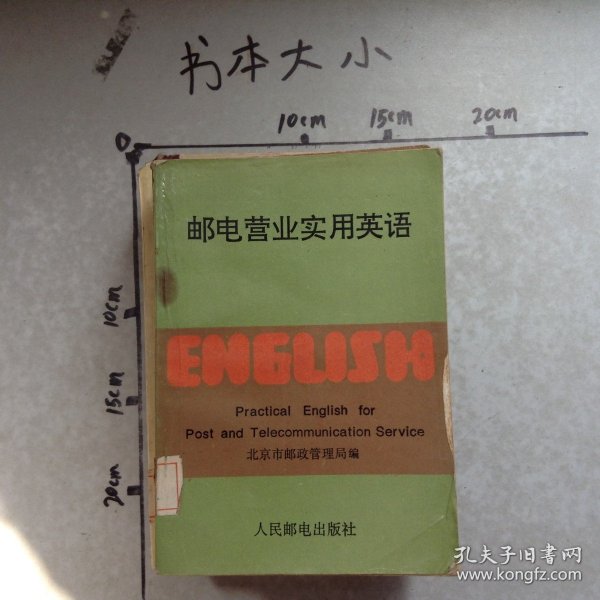 书本大小
10cm 15cm 20cm
0
10cm
15cm
20cm
邮电营业实用英语
ENGLISH
Practical English for
Post and Telecommunication Service
北京市邮政管理局编
人民邮电出版社
孔夫子旧书网
www.kongfz.com